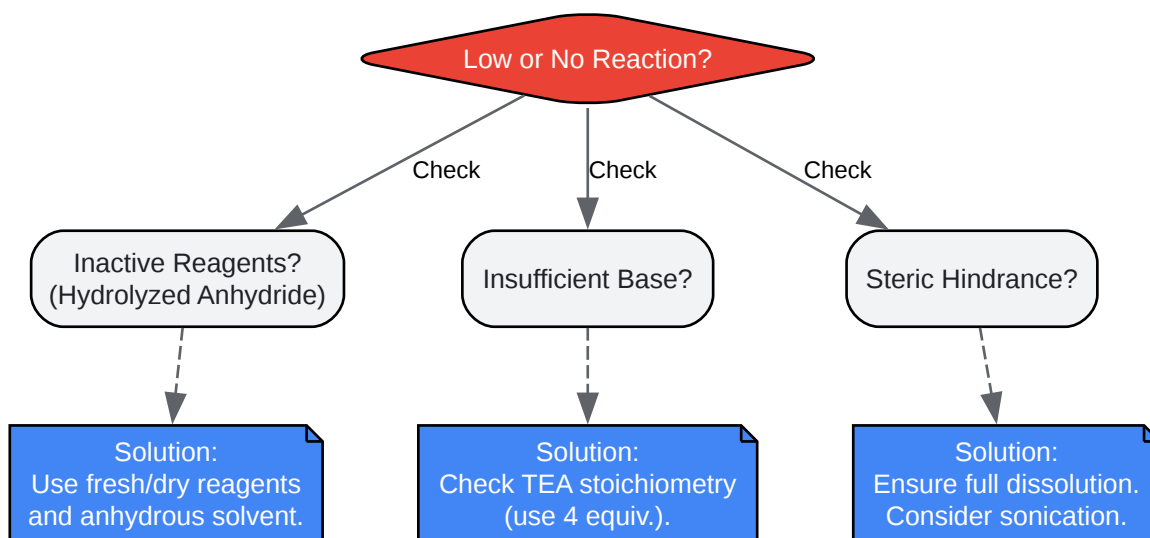 Low or No Reaction?
Check
Check
Check
Inactive Reagents?
(Hydrolyzed Anhydride)
Insufficient Base?
Steric Hindrance?
Solution:
Use fresh/dry reagents
and anhydrous solvent.
Solution:
Check TEA stoichiometry
(use 4 equiv.).
Solution:
Ensure full dissolution.
Consider sonication.